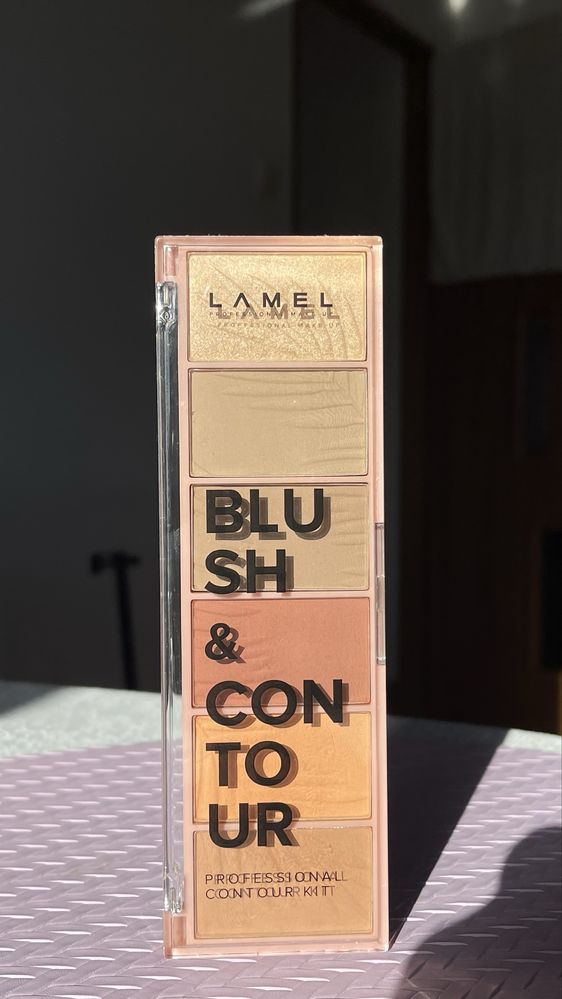 LAMEL
PROFESSIONAL MAKE-UP
BLU
SH
&
CON
TO
UR
PROFESSIONAL
CONTOUR KIT